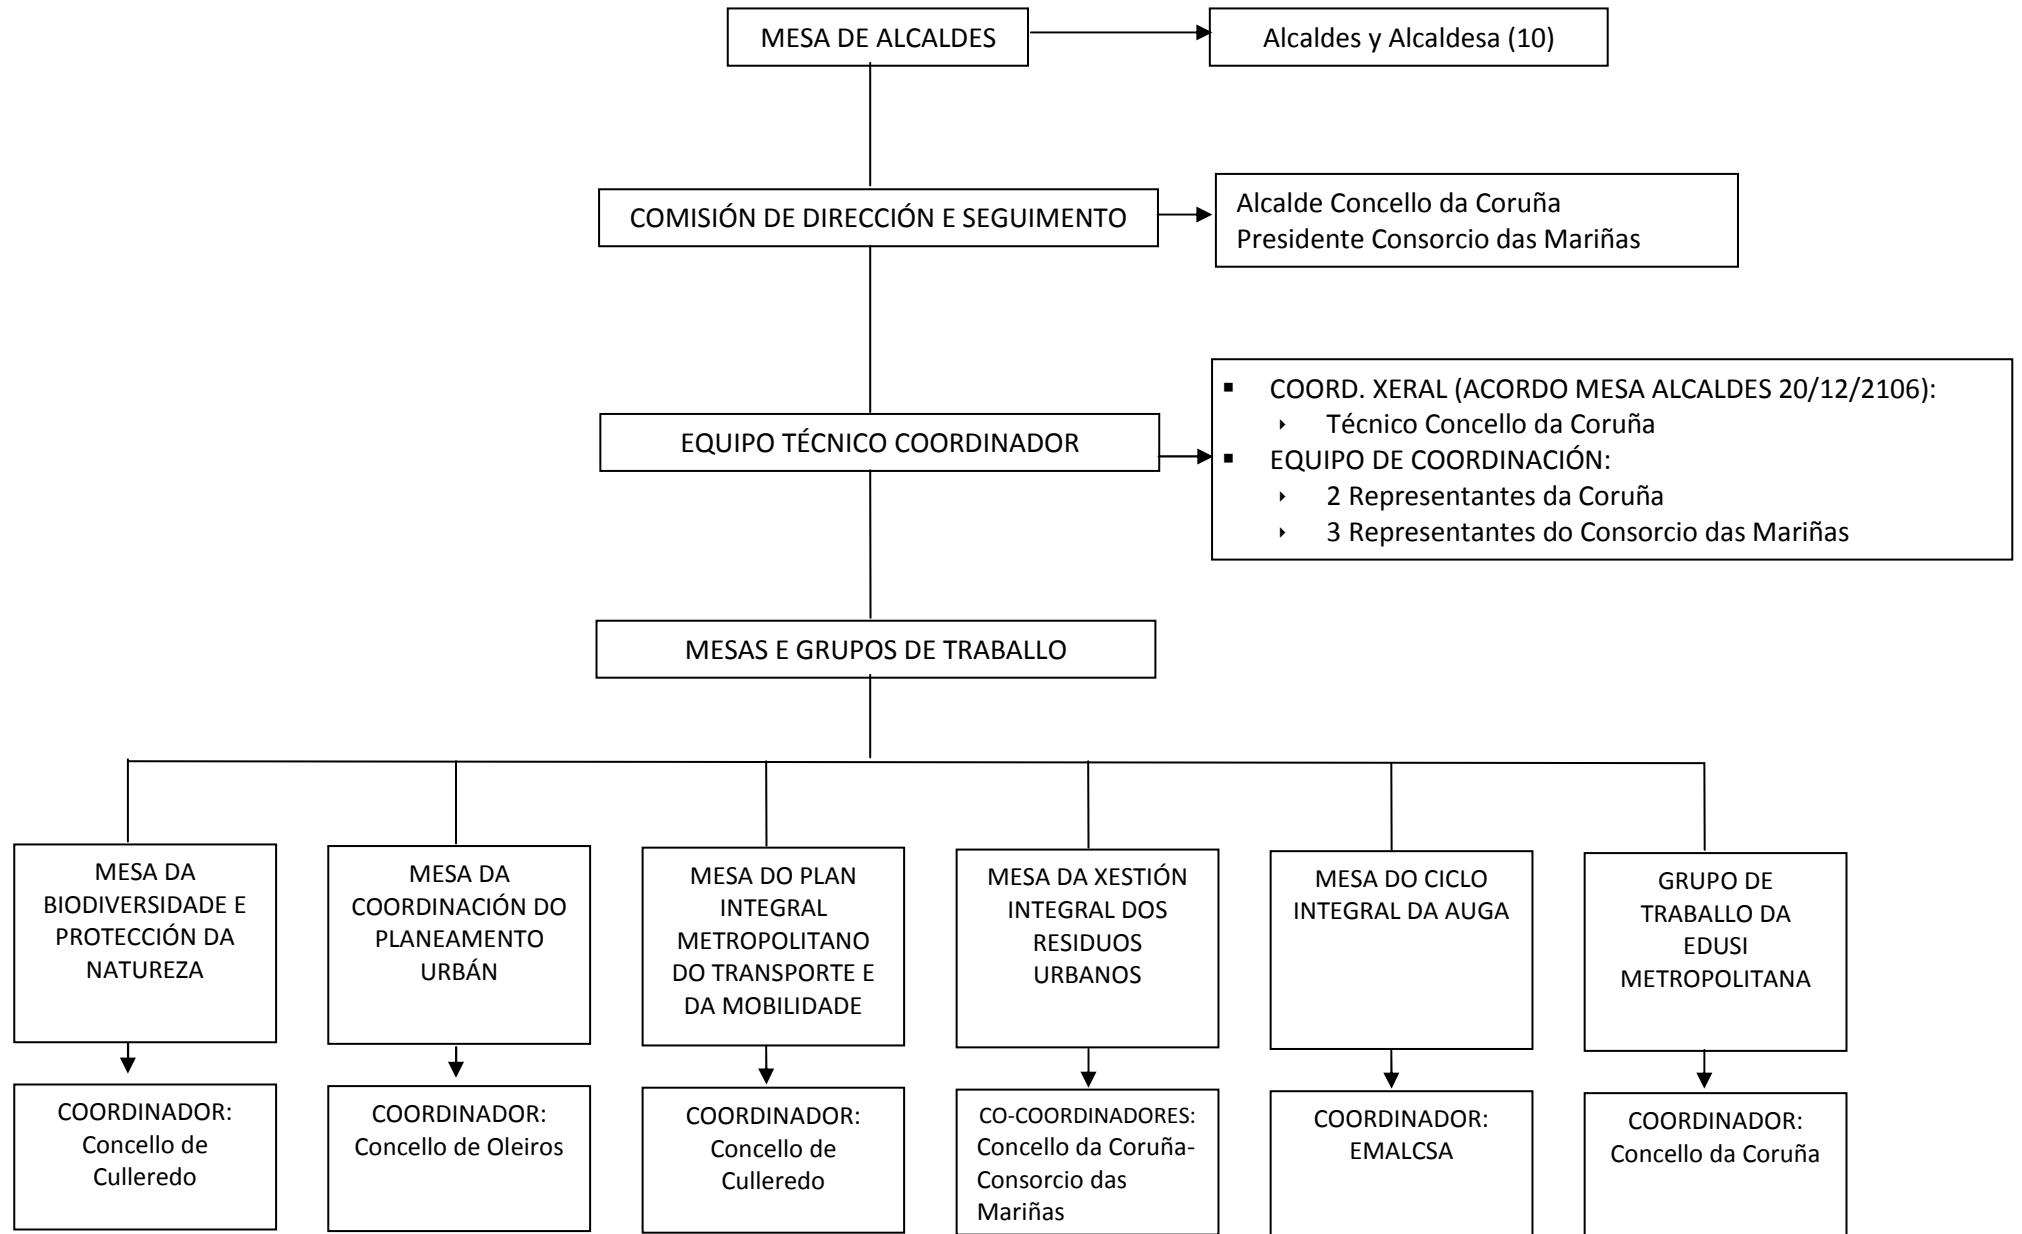 MESA DE ALCALDES
Alcaldes y Alcaldesa (10)
COMISIÓN DE DIRECCIÓN E SEGUIMENTO
Alcalde Concello da Coruña
Presidente Consorcio das Mariñas
EQUIPO TÉCNICO COORDINADOR
▪ COORD. XERAL (ACORDO MESA ALCALDES 20/12/2106):
‣ Técnico Concello da Coruña
▪ EQUIPO DE COORDINACIÓN:
‣ 2 Representantes da Coruña
‣ 3 Representantes do Consorcio das Mariñas
MESAS E GRUPOS DE TRABALLO
MESA DA
BIODIVERSIDADE E
PROTECCIÓN DA
NATUREZA
MESA DA
COORDINACIÓN DO
PLANEAMENTO
URBÁN
MESA DO PLAN
INTEGRAL
METROPOLITANO
DO TRANSPORTE E
DA MOBILIDADE
MESA DA XESTIÓN
INTEGRAL DOS
RESIDUOS
URBANOS
MESA DO CICLO
INTEGRAL DA AUGA
GRUPO DE
TRABALLO DA
EDUSI
METROPOLITANA
COORDINADOR:
Concello de
Culleredo
COORDINADOR:
Concello de Oleiros
COORDINADOR:
Concello de
Culleredo
CO-COORDINADORES:
Concello da Coruña-
Consorcio das
Mariñas
COORDINADOR:
EMALCSA
COORDINADOR:
Concello da Coruña